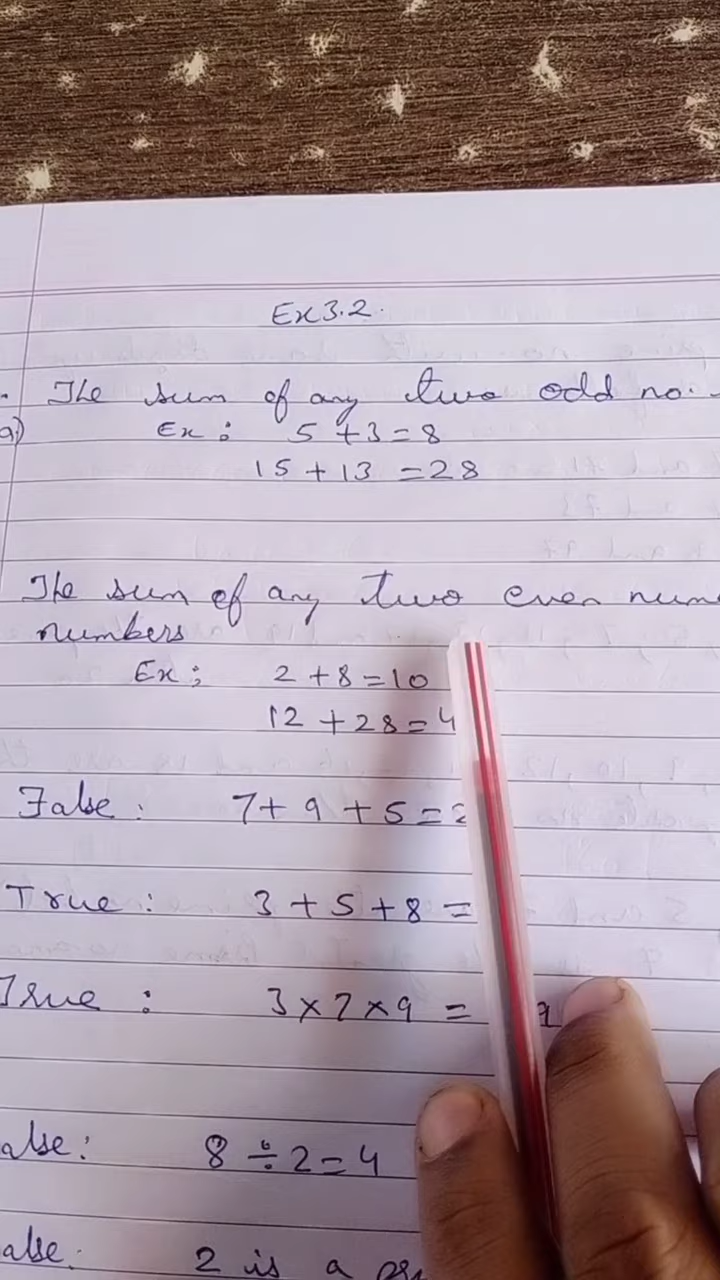 Ex 3.2.
The sum of any two odd no.
a) Ex : 5 + 3 = 8
15 + 13 = 28
The sum of any two even num
numbers
Ex ; 2 + 8 = 10
12 + 28 = 4
False : 7 + 9 + 5 = 2
True : 3 + 5 + 8 =
True : 3 × 7 × 9 =
alse : 8 ÷ 2 = 4
alse : 2 is a